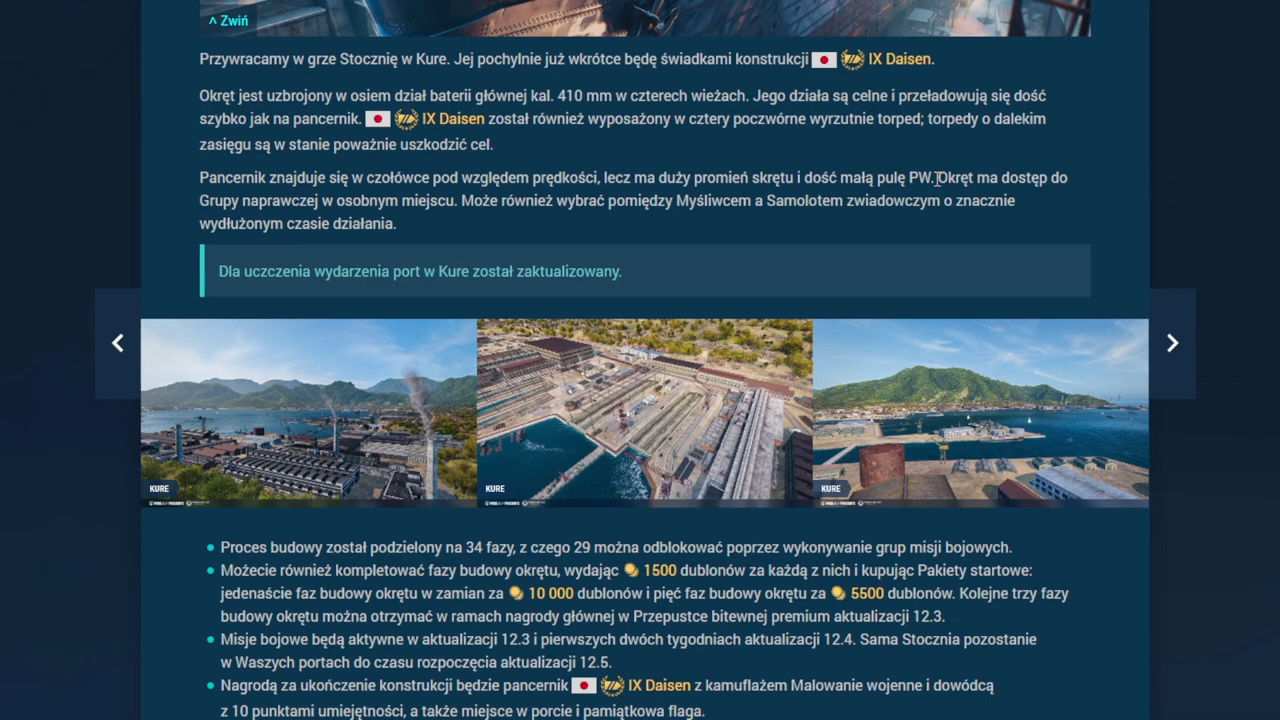 ^ Zwiń
Przywracamy w grze Stocznię w Kure. Jej pochylnie już wkrótce będę świadkami konstrukcji IX Daisen.
Okręt jest uzbrojony w osiem dział baterii głównej kal. 410 mm w czterech wieżach. Jego działa są celne i przeładowują się dość
szybko jak na pancernik. IX Daisen został również wyposażony w cztery poczwórne wyrzutnie torped; torpedy o dalekim
zasięgu są w stanie poważnie uszkodzić cel.
Pancernik znajduje się w czołówce pod względem prędkości, lecz ma duży promień skrętu i dość małą pulę PW. Okręt ma dostęp do
Grupy naprawczej w osobnym miejscu. Może również wybrać pomiędzy Myśliwcem a Samolotem zwiadowczym o znacznie
wydłużonym czasie działania.
Dla uczczenia wydarzenia port w Kure został zaktualizowany.
KURE KURE KURE
Proces budowy został podzielony na 34 fazy, z czego 29 można odblokować poprzez wykonywanie grup misji bojowych.
Możecie również kompletować fazy budowy okrętu, wydając 1500 dublonów za każdą z nich i kupując Pakiety startowe:
jedenaście faz budowy okrętu w zamian za 10 000 dublonów i pięć faz budowy okrętu za 5500 dublonów. Kolejne trzy fazy
budowy okrętu można otrzymać w ramach nagrody głównej w Przepustce bitewnej premium aktualizacji 12.3.
Misje bojowe będą aktywne w aktualizacji 12.3 i pierwszych dwóch tygodniach aktualizacji 12.4. Sama Stocznia pozostanie
w Waszych portach do czasu rozpoczęcia aktualizacji 12.5.
Nagrodą za ukończenie konstrukcji będzie pancernik IX Daisen z kamuflażem Malowanie wojenne i dowódcą
z 10 punktami umiejętności, a także miejsce w porcie i pamiątkowa flaga.